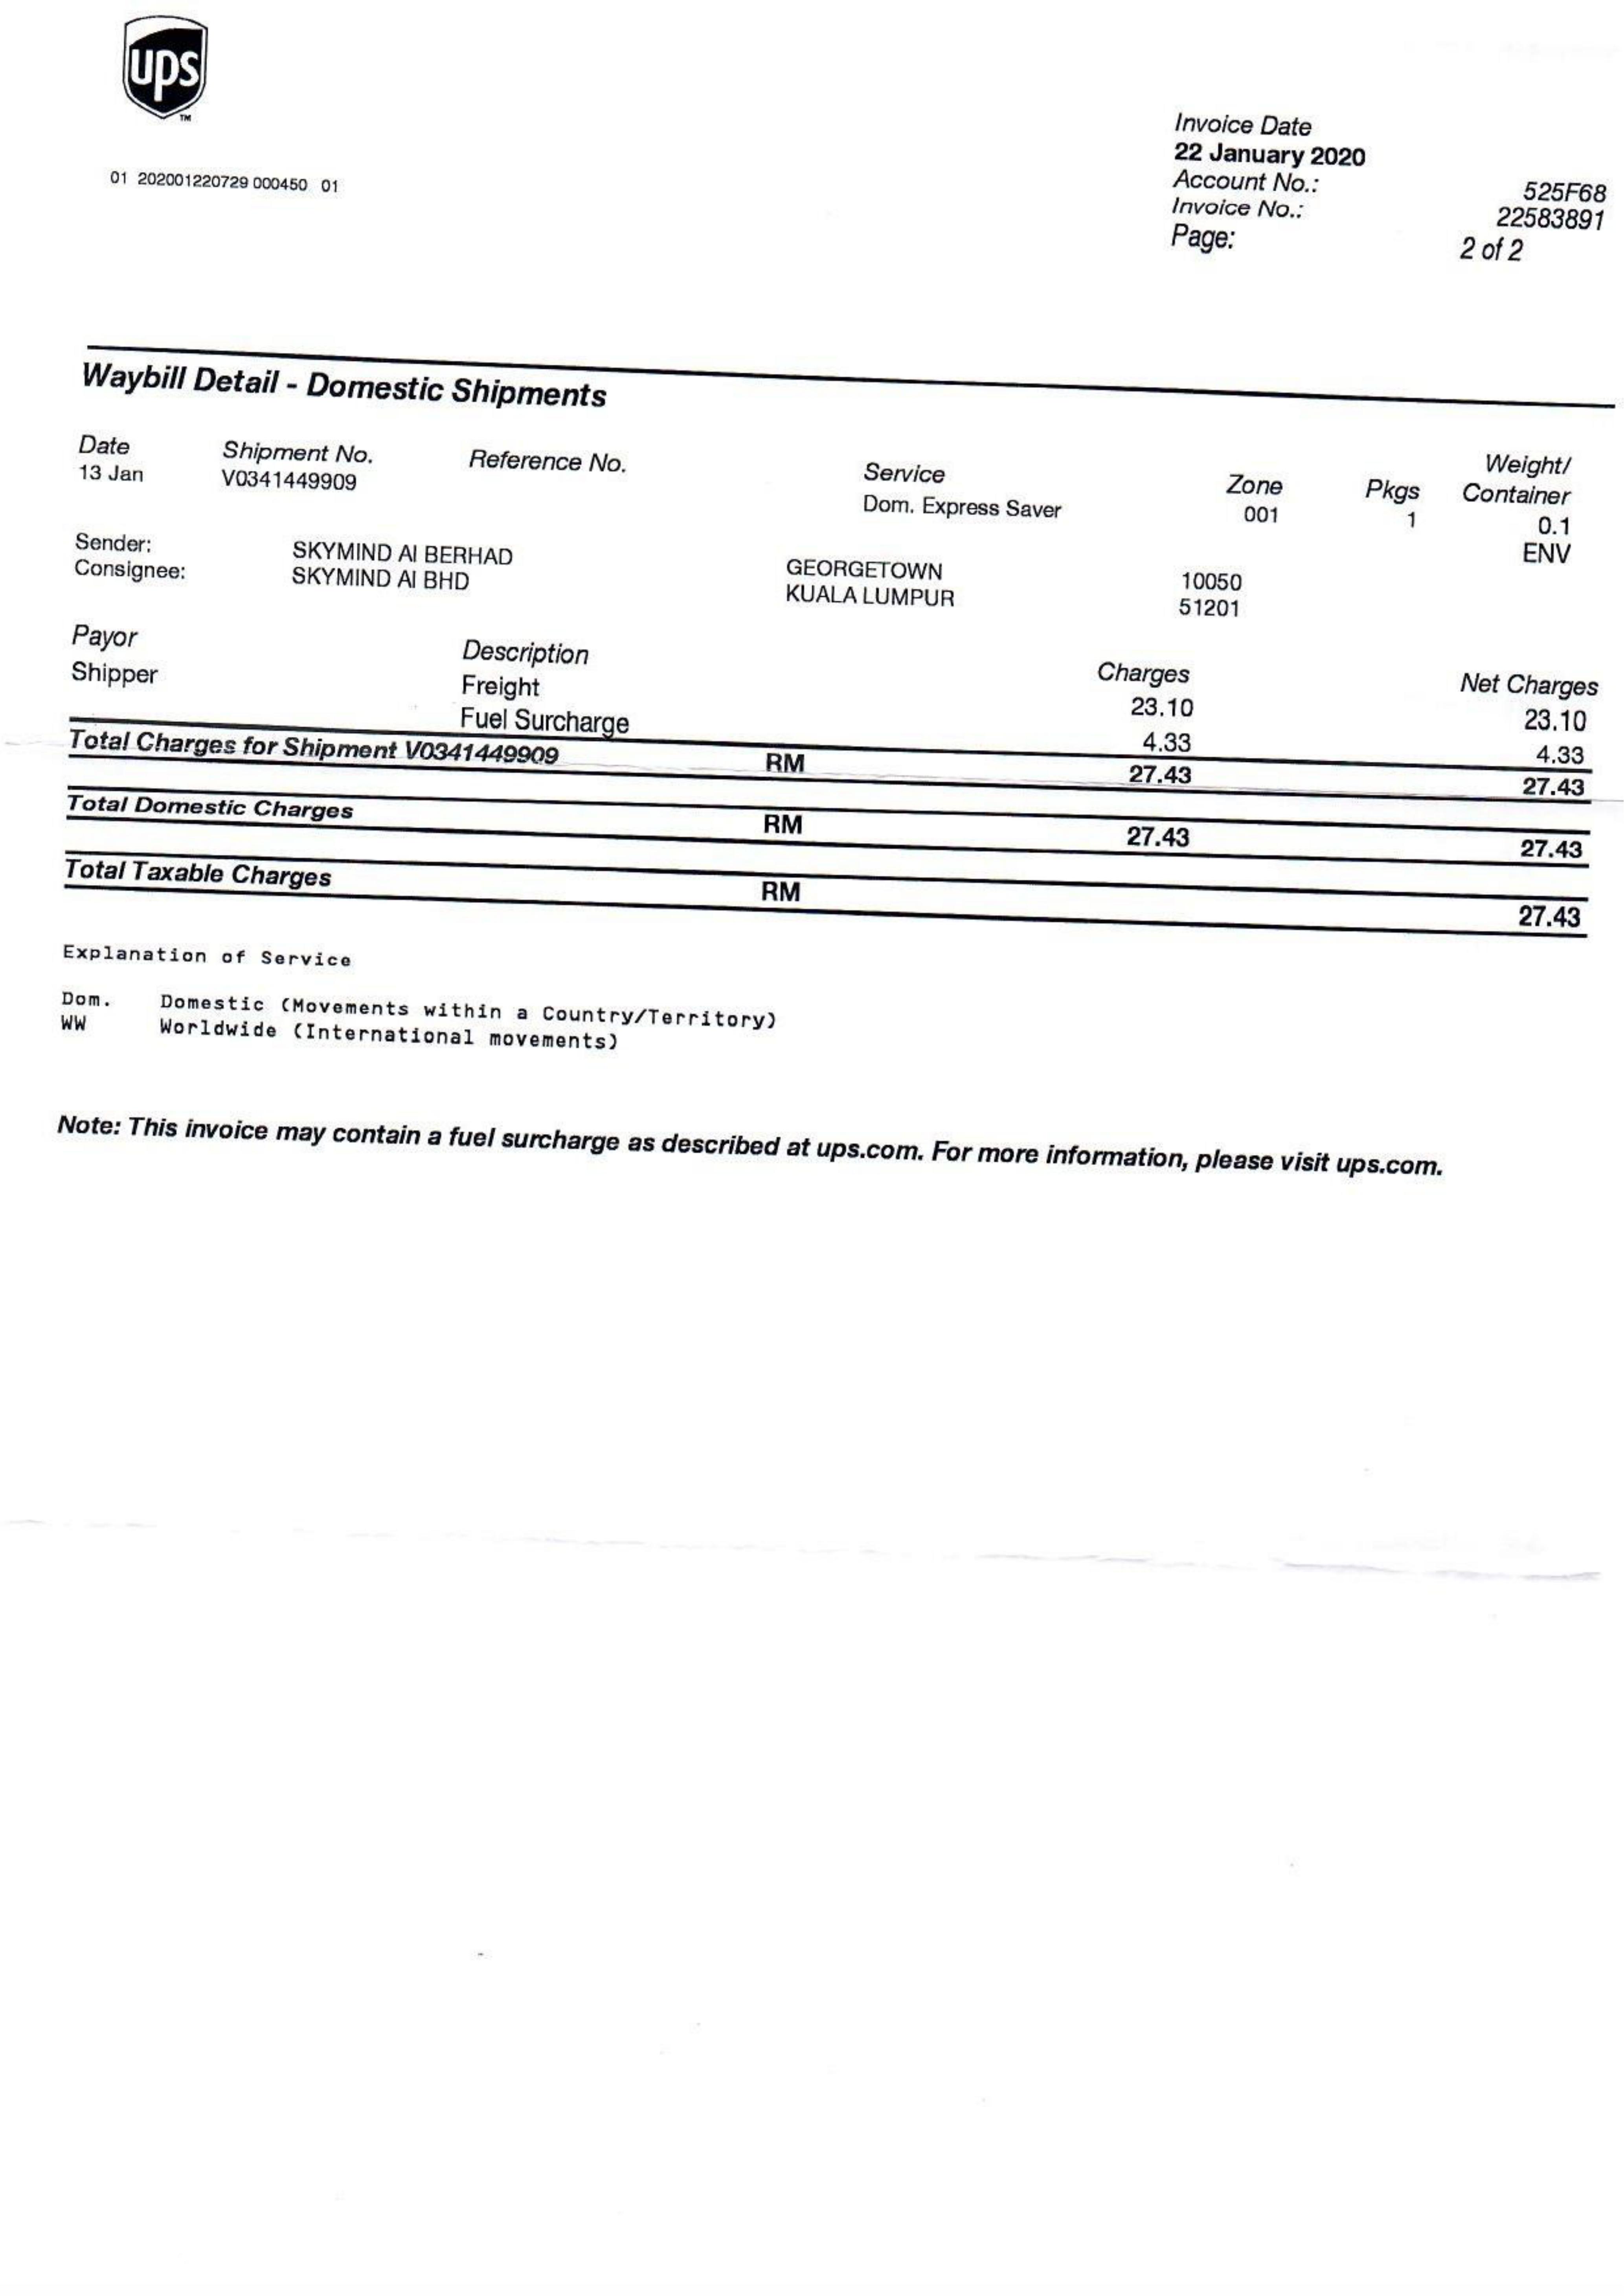 ups
TM
01 202001220729 000450 01
Invoice Date
22 January 2020
Account No.: 525F68
Invoice No.: 22583891
Page: 2 of 2
Waybill Detail - Domestic Shipments
Date Shipment No. Reference No. Service Zone Pkgs Weight/ Container
13 Jan V0341449909 Dom. Express Saver 001 1 0.1
ENV
Sender: SKYMIND AI BERHAD GEORGETOWN 10050
Consignee: SKYMIND AI BHD KUALA LUMPUR 51201
Payor Description Charges Net Charges
Shipper Freight 23.10 23.10
Fuel Surcharge 4.33 4.33
Total Charges for Shipment V0341449909 RM 27.43 27.43
Total Domestic Charges RM 27.43 27.43
Total Taxable Charges RM 27.43
Explanation of Service
Dom. Domestic (Movements within a Country/Territory)
WW Worldwide (International movements)
Note: This invoice may contain a fuel surcharge as described at ups.com. For more information, please visit ups.com.